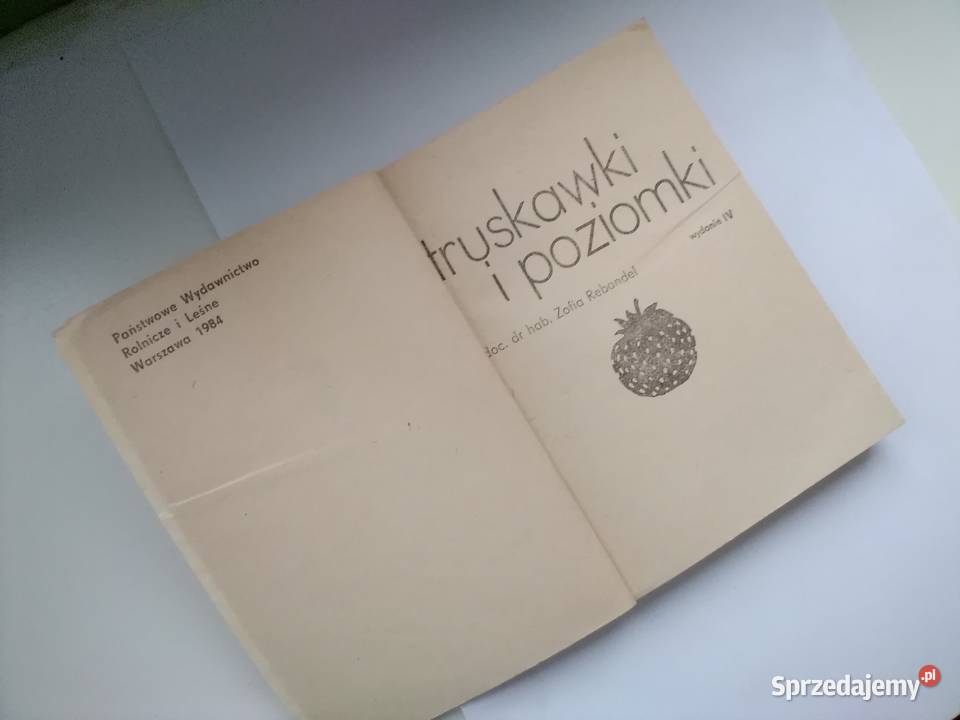 Państwowe Wydawnictwo
Rolnicze i Leśne
Warszawa 1984
truskawki
i poziomki
wydanie IV
doc. dr hab. Zofia Rebandel
Sprzedajemy.pl